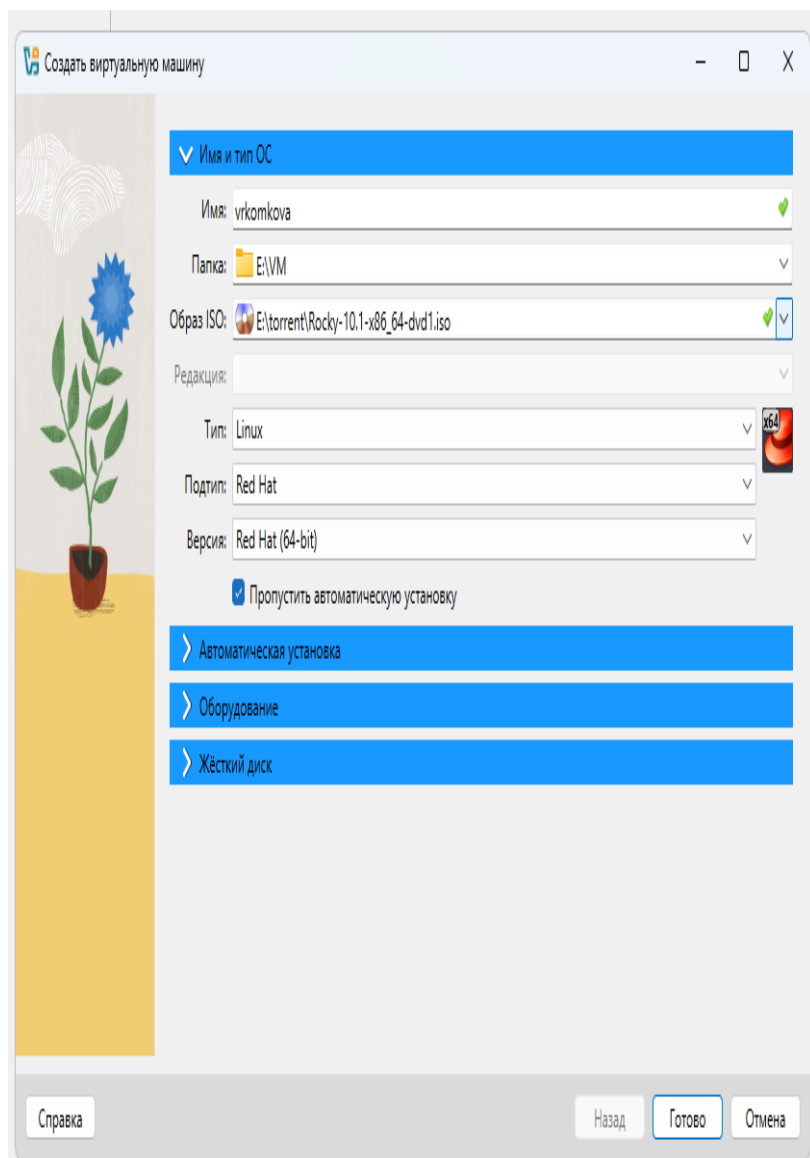 Создать виртуальную машину
Имя и тип ОС
Имя: vrkomkova
Папка: E:\VM
Образ ISO: E:\torrent\Rocky-10.1-x86_64-dvd1.iso
Редакция:
Тип: Linux
x64
Подтип: Red Hat
Версия: Red Hat (64-bit)
Пропустить автоматическую установку
Автоматическая установка
Оборудование
Жёсткий диск
Справка Назад Готово Отмена